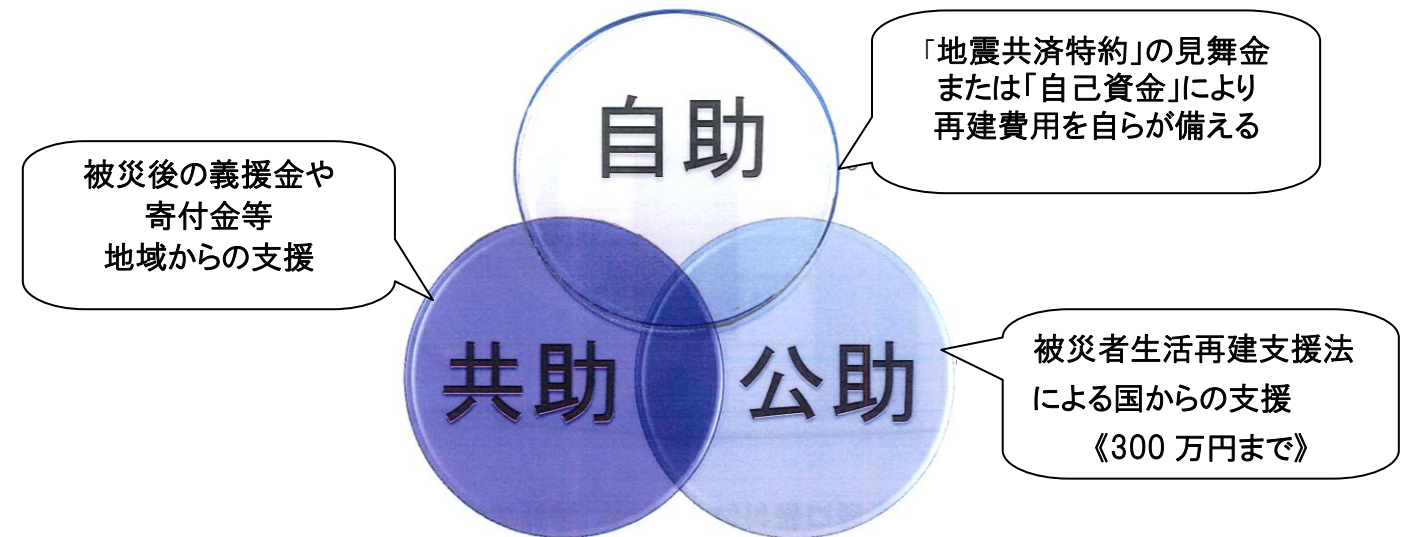 「地震共済特約」の見舞金
または「自己資金」により
再建費用を自らが備える
自助
被災後の義援金や
寄付金等
地域からの支援
共助
公助
被災者生活再建支援法
による国からの支援
《300 万円まで》